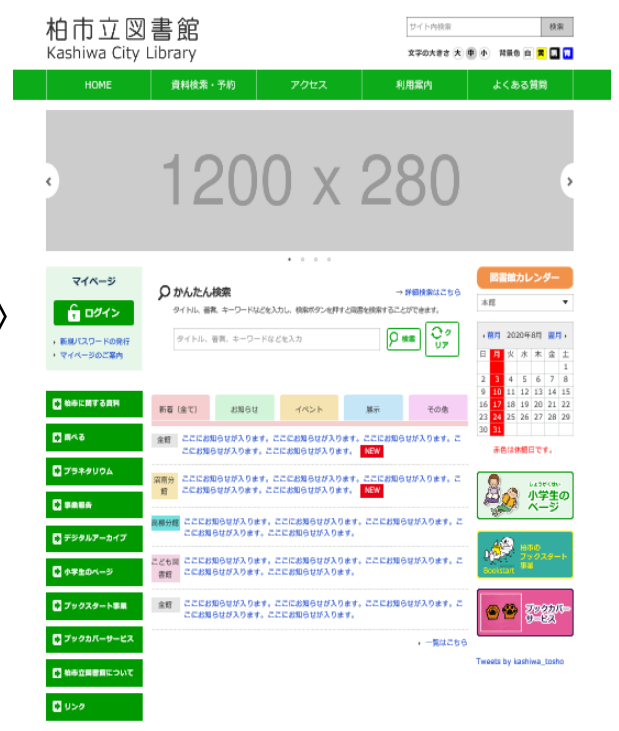 柏市立図書館
Kashiwa City Library
サイト内検索
検索
文字の大きさ 大 中 小 背景色 白 黄 黒 青
HOME 資料検索・予約 アクセス 利用案内 よくある質問
1200 x 280
マイページ
ログイン
新規パスワードの発行
マイページのご案内
かんたん検索
→ 詳細検索はこちら
タイトル、著者、キーワードなどを入力し、検索ボタンを押すと図書を検索することができます。
タイトル、著者、キーワードなどを入力
検索
クリア
図書館カレンダー
本館
前月 2020年8月 翌月
日 月 火 水 木 金 土
1
2 3 4 5 6 7 8
9 10 11 12 13 14 15
16 17 18 19 20 21 22
23 24 25 26 27 28 29
30 31
赤色は休館日です。
柏市に関する資料
調べる
プラネタリウム
事業報告
デジタルアーカイブ
小学生のページ
ブックスタート事業
ブックカバーサービス
柏市立図書館について
リンク
新着（全て） お知らせ イベント 展示 その他
全館 ここにお知らせが入ります。ここにお知らせが入ります。ここにお知らせが入ります。こ
こにお知らせが入ります。ここにお知らせが入ります。 NEW
沼南分館 ここにお知らせが入ります。ここにお知らせが入ります。ここにお知らせが入ります。こ
こにお知らせが入ります。ここにお知らせが入ります。 NEW
高柳分館 ここにお知らせが入ります。ここにお知らせが入ります。ここにお知らせが入ります。こ
こにお知らせが入ります。ここにお知らせが入ります。
こども図書館 ここにお知らせが入ります。ここにお知らせが入ります。ここにお知らせが入ります。こ
こにお知らせが入ります。ここにお知らせが入ります。
全館 ここにお知らせが入ります。ここにお知らせが入ります。ここにお知らせが入ります。こ
こにお知らせが入ります。ここにお知らせが入ります。
一覧はこちら
しょうがくせい
小学生の
ページ
柏市の
ブックスタート
事業
Bookstart
ブックカバー
サービス
Tweets by kashiwa_tosho